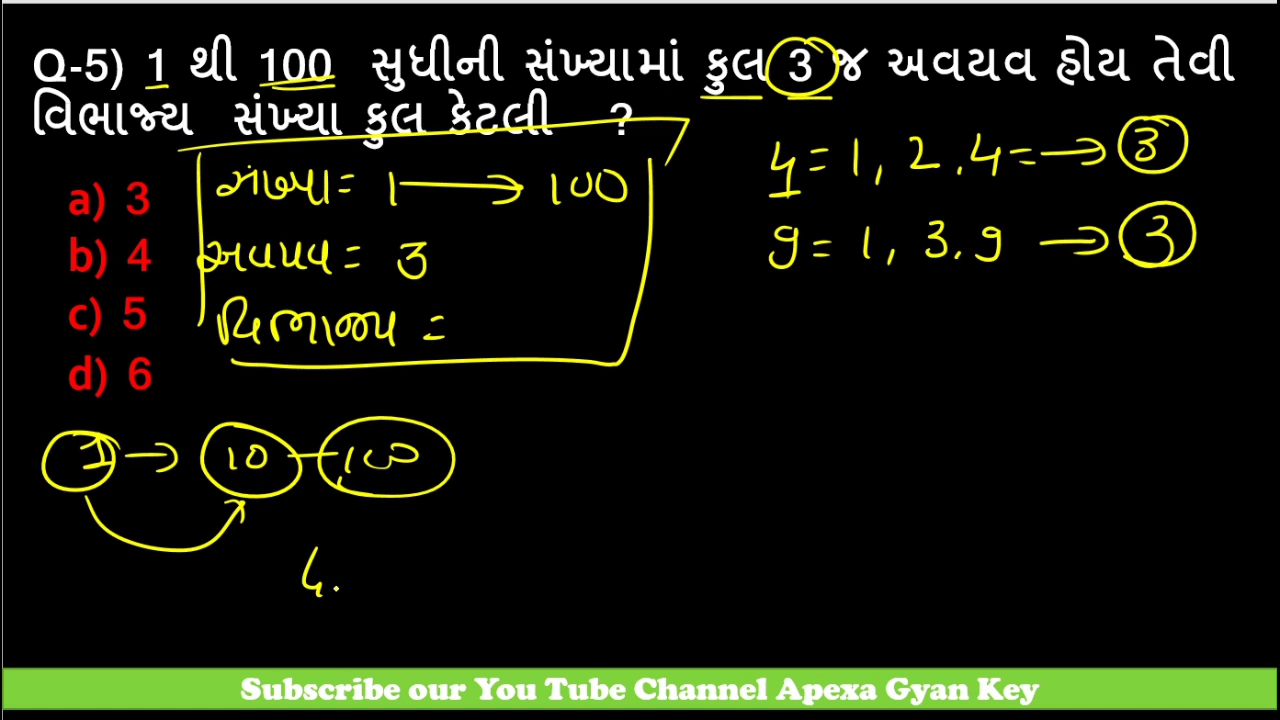 Q-5) 1 થી 100 સુધીની સંખ્યામાં કુલ 3 જ અવયવ હોય તેવી
વિભાજ્ય સંખ્યા કુલ કેટલી ?
a) 3
b) 4
c) 5
d) 6
સંખ્યા = 1 → 100
અવયવ = 3
વિભાજ્ય =
4 = 1, 2, 4 = → 3
9 = 1, 3, 9 → 3
1 → 10 - 100
4.
Subscribe our You Tube Channel Apexa Gyan Key